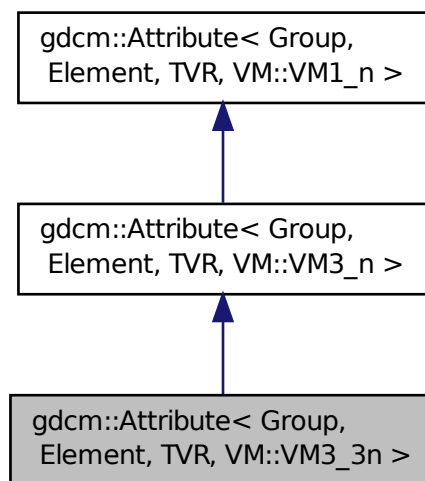 gdcm::Attribute< Group,
Element, TVR, VM::VM1_n >
gdcm::Attribute< Group,
Element, TVR, VM::VM3_n >
gdcm::Attribute< Group,
Element, TVR, VM::VM3_3n >